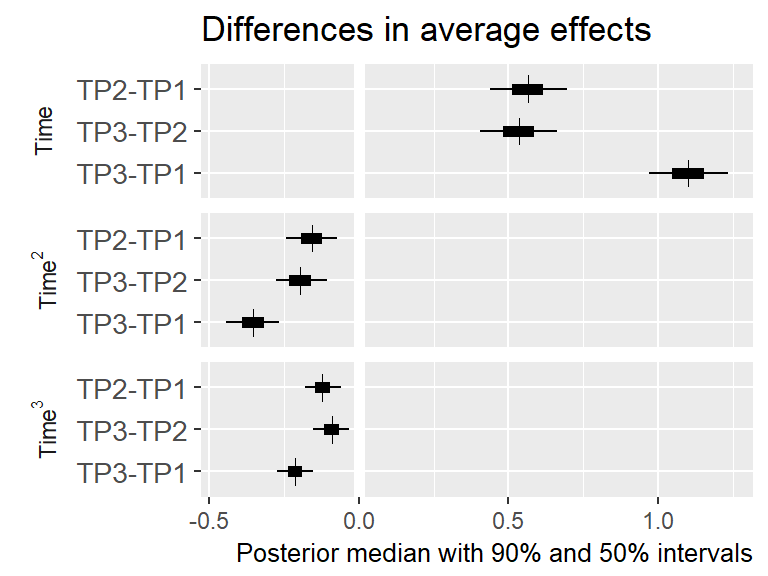 Differences in average effects
Time
TP2-TP1
TP3-TP2
TP3-TP1
Time²
TP2-TP1
TP3-TP2
TP3-TP1
Time³
TP2-TP1
TP3-TP2
TP3-TP1
-0.5 0.0 0.5 1.0
Posterior median with 90% and 50% intervals